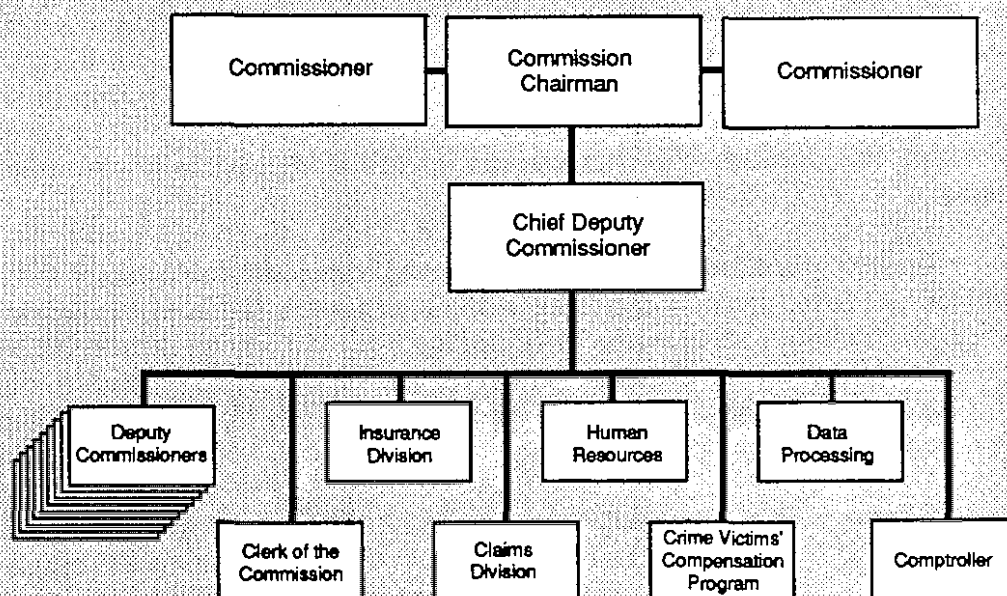 Commissioner
Commission
Chairman
Commissioner
Chief Deputy
Commissioner
Deputy
Commissioners
Insurance
Division
Human
Resources
Data
Processing
Clerk of the
Commission
Claims
Division
Crime Victims'
Compensation
Program
Comptroller